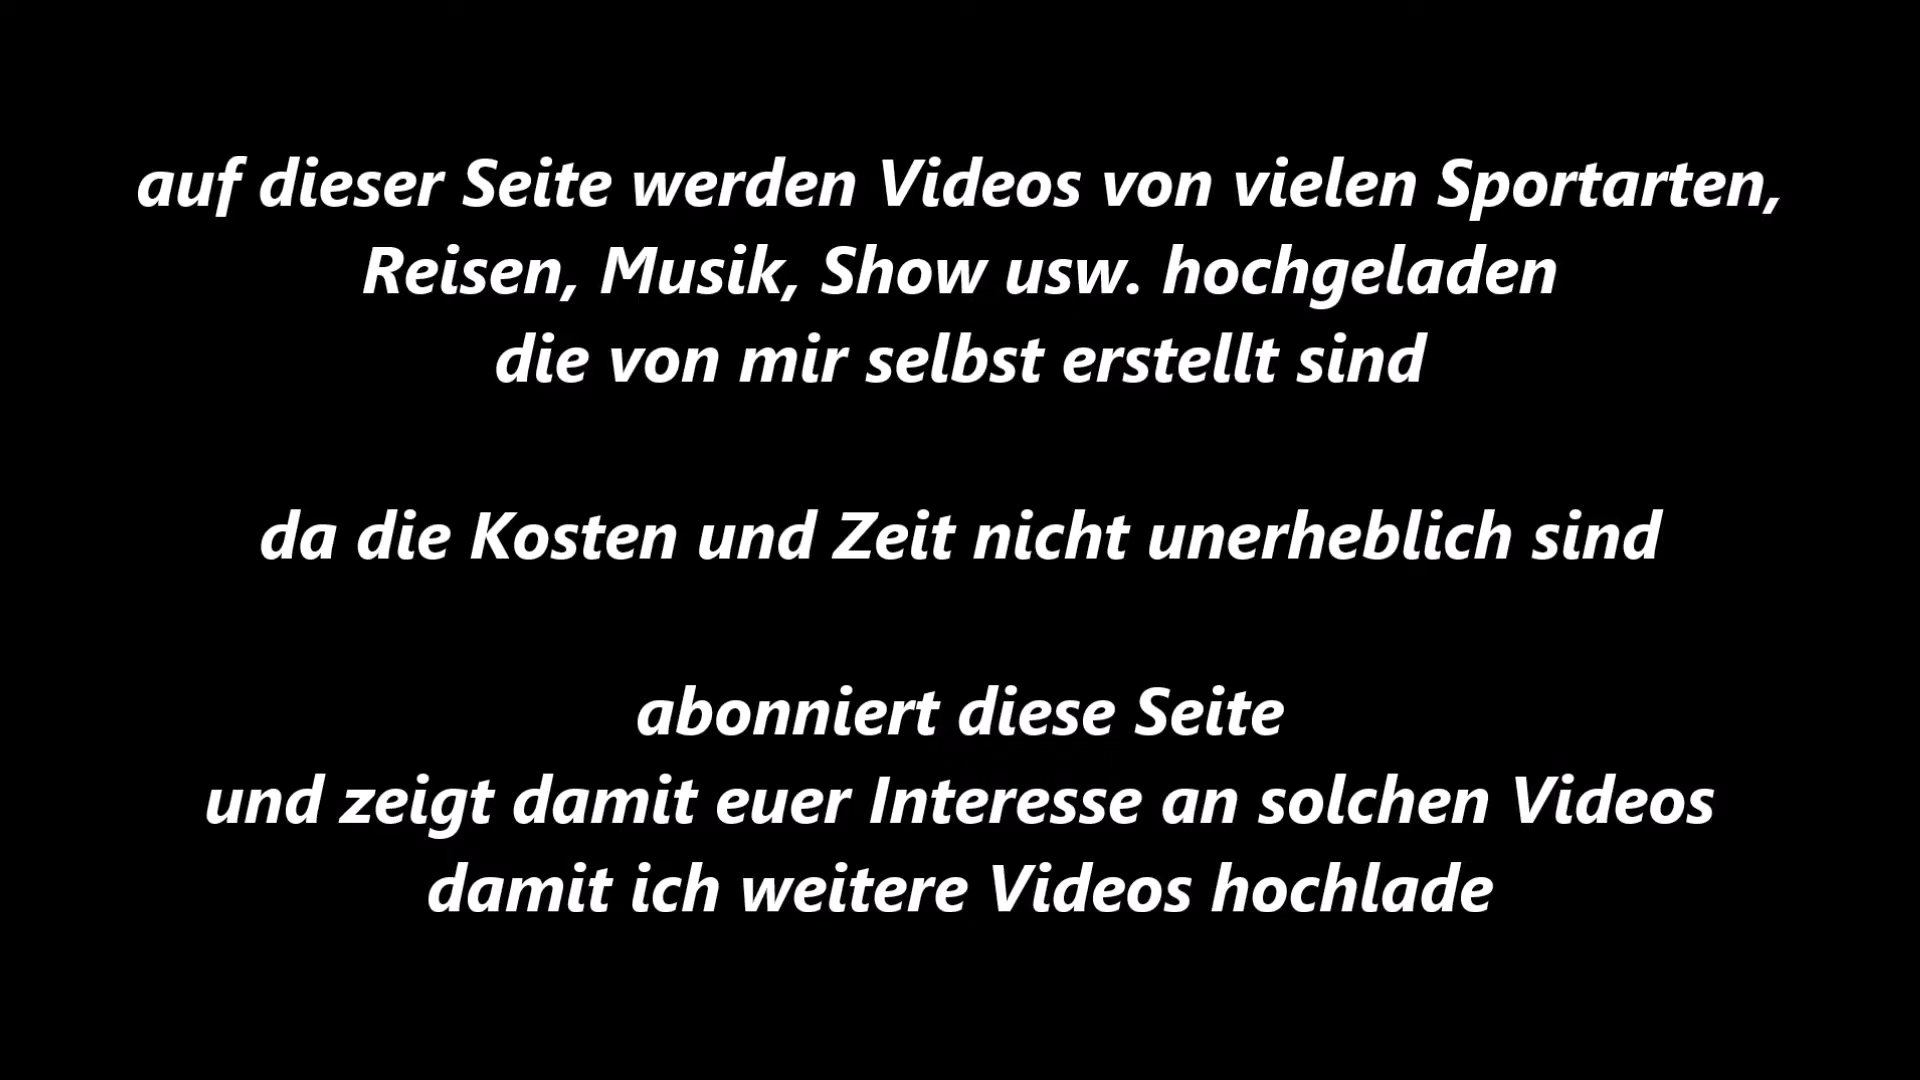 auf dieser Seite werden Videos von vielen Sportarten,
Reisen, Musik, Show usw. hochgeladen
die von mir selbst erstellt sind
da die Kosten und Zeit nicht unerheblich sind
abonniert diese Seite
und zeigt damit euer Interesse an solchen Videos
damit ich weitere Videos hochlade